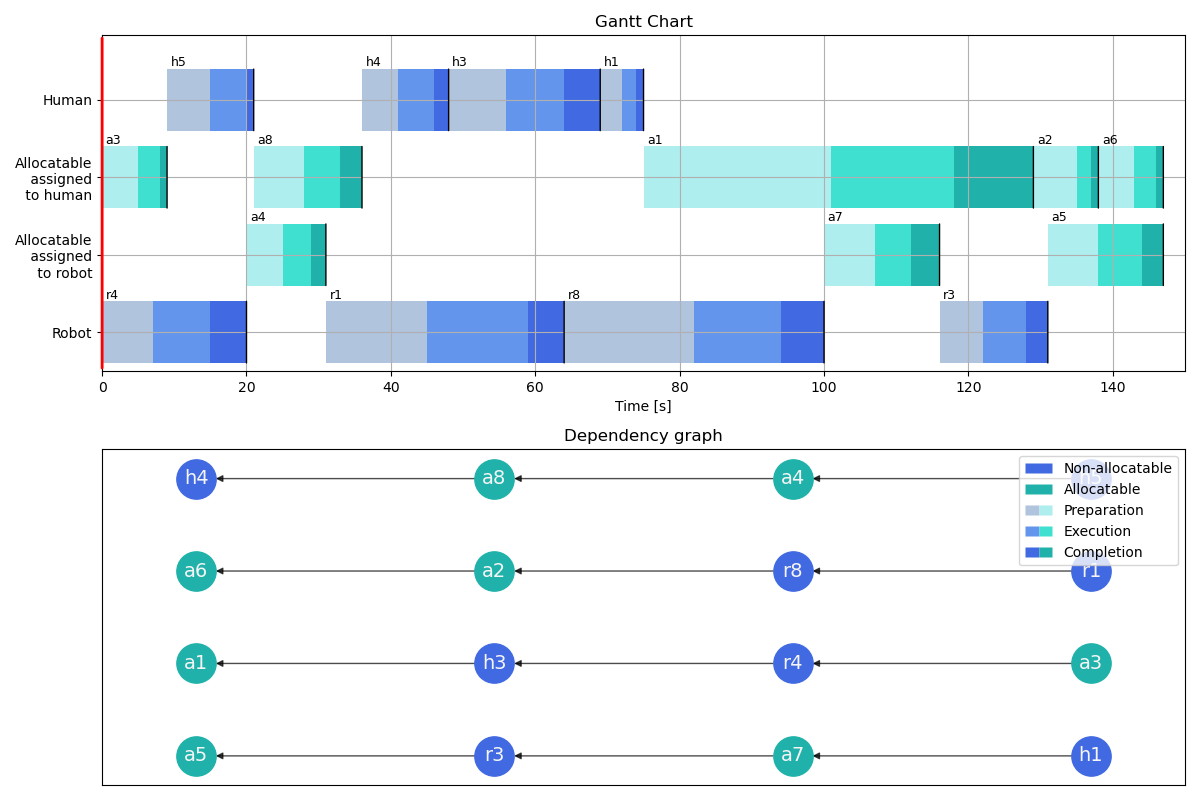 Gantt Chart
h5
h4
h3
h1
Human
a3
a8
a1
a2
a6
Allocatable
assigned
to human
a4
a7
a5
Allocatable
assigned
to robot
r4
r1
r8
r3
Robot
0
20
40
60
80
100
120
140
Time [s]
Dependency graph
h4
a8
a4
Non-allocatable
Allocatable
Preparation
Execution
Completion
a6
a2
r8
r1
a1
h3
r4
a3
a5
r3
a7
h1